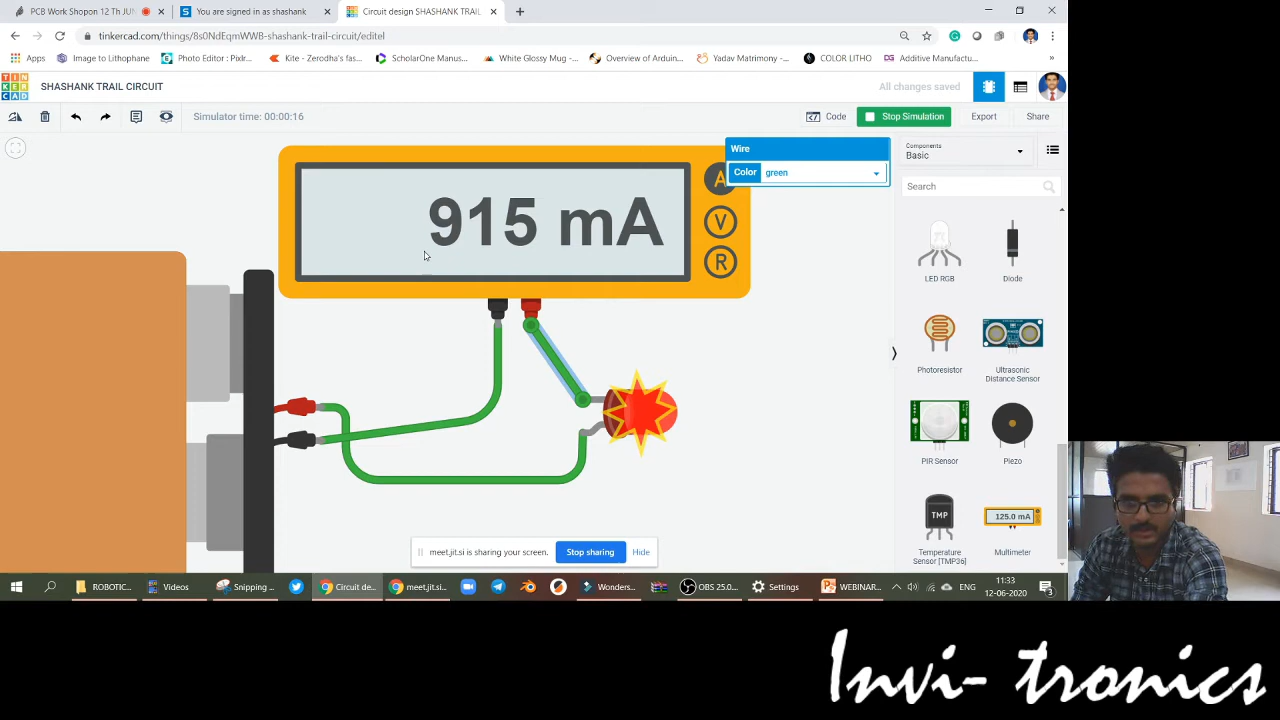 PCB Work Shopon 12 Th JUN
You are signed in as shashank
Circuit design SHASHANK TRAIL
tinkercad.com/things/8s0NdEqmWWB-shashank-trail-circuit/editel
Apps
Image to Lithophane
Photo Editor : Pixlr...
Kite - Zerodha's fas...
ScholarOne Manus...
White Glossy Mug -...
Overview of Arduin...
Yadav Matrimony -...
COLOR LITHO
Additive Manufactu...
TIN
KER
CAD
SHASHANK TRAIL CIRCUIT
All changes saved
Simulator time: 00:00:16
Code
Stop Simulation
Export
Share
Wire
Color green
Components
Basic
Search
915 mA
A
V
R
LED RGB
Diode
Photoresistor
Ultrasonic
Distance Sensor
PIR Sensor
Piezo
TMP
125.0 mA
Temperature
Sensor [TMP36]
Multimeter
meet.jit.si is sharing your screen.
Stop sharing
Hide
ROBOTIC...
Videos
Snipping ...
Circuit de...
meet.jit.si...
Wonders...
OBS 25.0...
Settings
WEBINAR...
ENG
11:33
12-06-2020
3
Invi- tronics